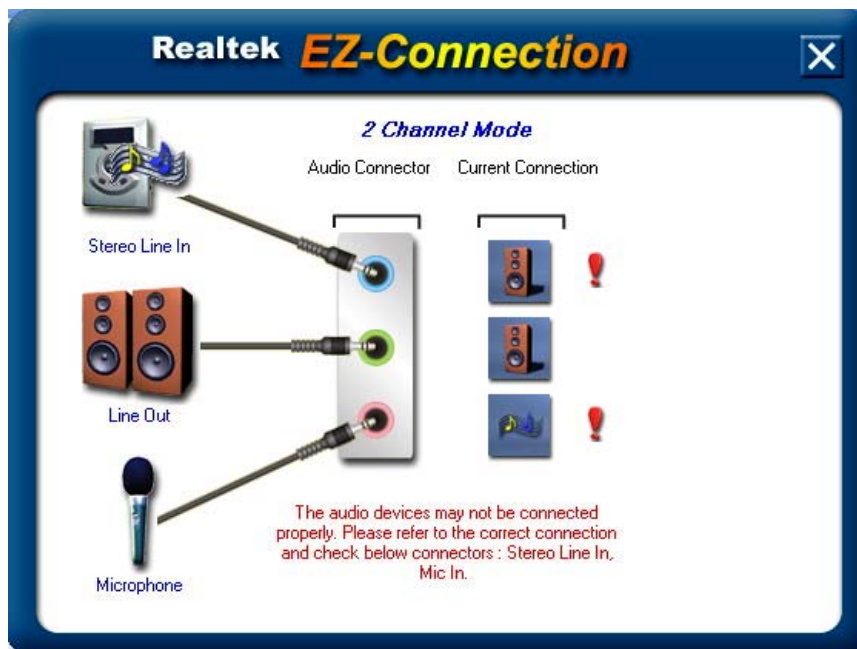 Realtek EZ-Connection
2 Channel Mode
Audio Connector Current Connection
Stereo Line In
Line Out
Microphone
The audio devices may not be connected
properly. Please refer to the correct connection
and check below connectors : Stereo Line In,
Mic In.